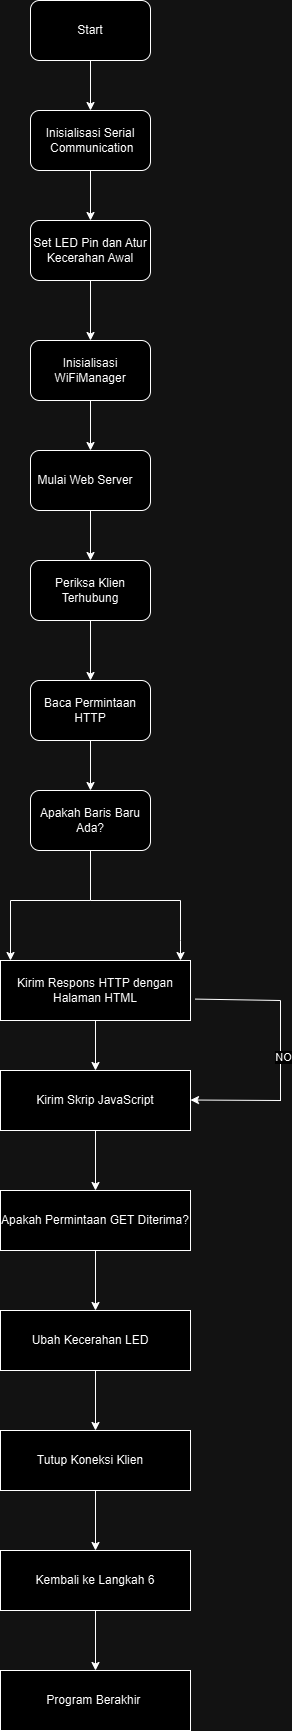 Start
Inisialisasi Serial
Communication
Set LED Pin dan Atur
Kecerahan Awal
Inisialisasi
WiFiManager
Mulai Web Server
Periksa Klien
Terhubung
Baca Permintaan
HTTP
Apakah Baris Baru
Ada?
Kirim Respons HTTP dengan
Halaman HTML
NO
Kirim Skrip JavaScript
Apakah Permintaan GET Diterima?
Ubah Kecerahan LED
Tutup Koneksi Klien
Kembali ke Langkah 6
Program Berakhir